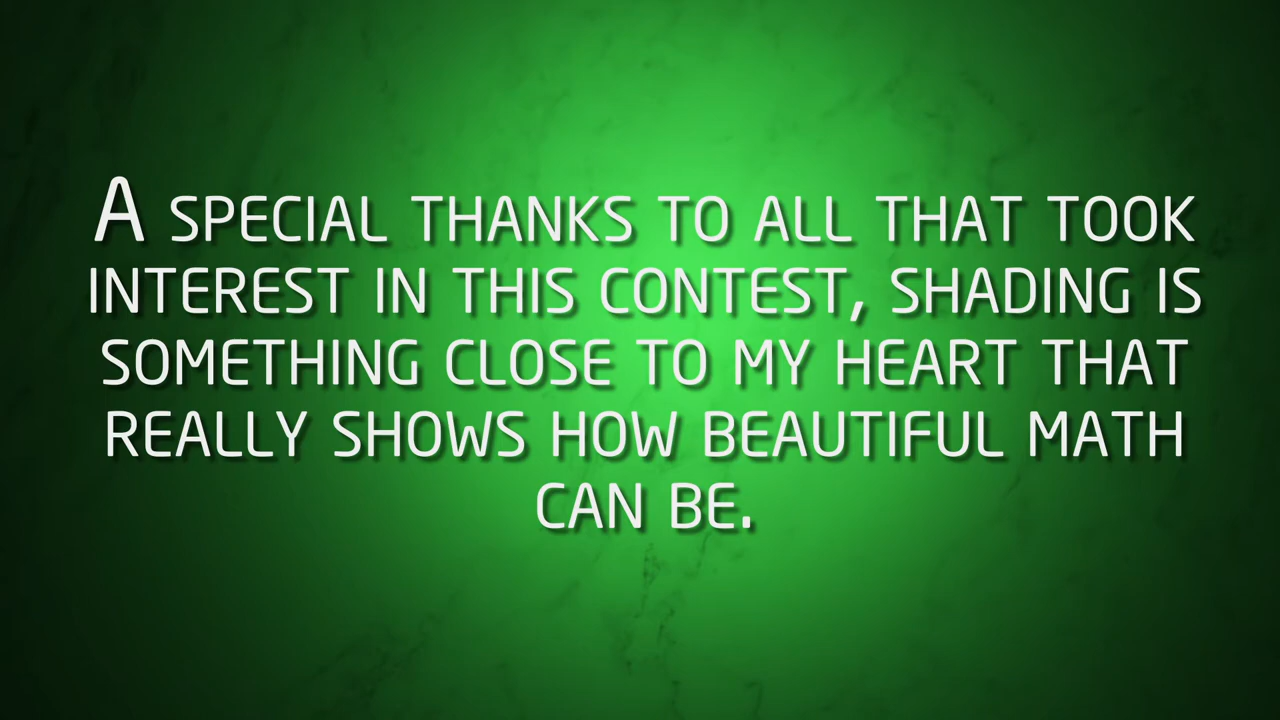 A SPECIAL THANKS TO ALL THAT TOOK
INTEREST IN THIS CONTEST, SHADING IS
SOMETHING CLOSE TO MY HEART THAT
REALLY SHOWS HOW BEAUTIFUL MATH
CAN BE.